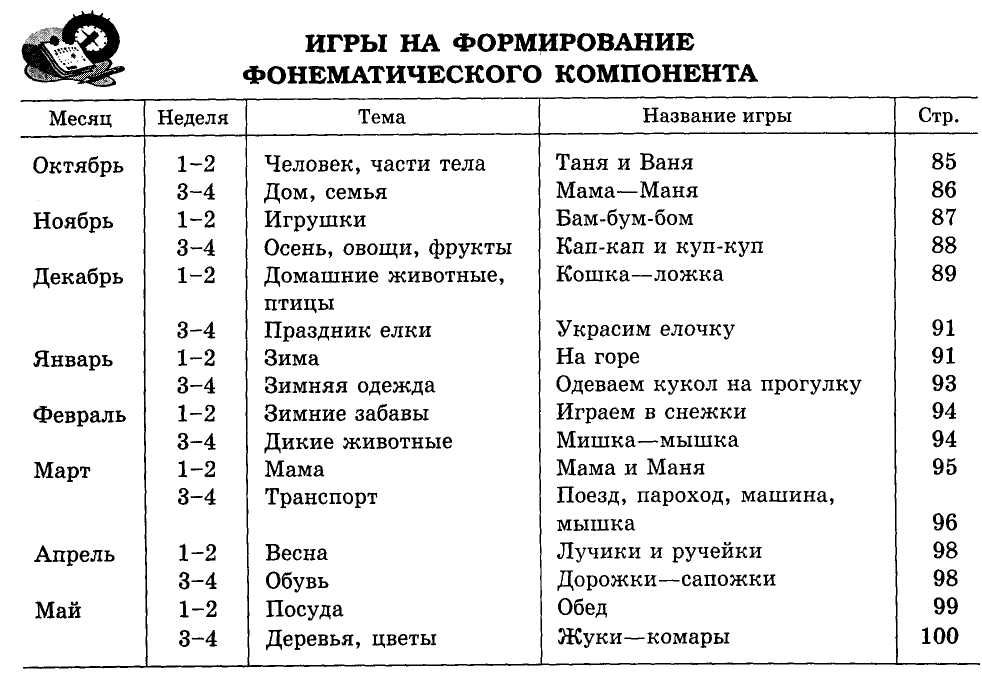 ИГРЫ НА ФОРМИРОВАНИЕ
ФОНЕМАТИЧЕСКОГО КОМПОНЕНТА
Месяц Неделя Тема Название игры Стр.
Октябрь 1–2 Человек, части тела Таня и Ваня 85
3–4 Дом, семья Мама—Маня 86
Ноябрь 1–2 Игрушки Бам-бум-бом 87
3–4 Осень, овощи, фрукты Кап-кап и куп-куп 88
Декабрь 1–2 Домашние животные, Кошка—ложка 89
птицы
3–4 Праздник елки Украсим елочку 91
Январь 1–2 Зима На горе 91
3–4 Зимняя одежда Одеваем кукол на прогулку 93
Февраль 1–2 Зимние забавы Играем в снежки 94
3–4 Дикие животные Мишка—мышка 94
Март 1–2 Мама Мама и Маня 95
3–4 Транспорт Поезд, пароход, машина,
мышка 96
Апрель 1–2 Весна Лучики и ручейки 98
3–4 Обувь Дорожки—сапожки 98
Май 1–2 Посуда Обед 99
3–4 Деревья, цветы Жуки—комары 100